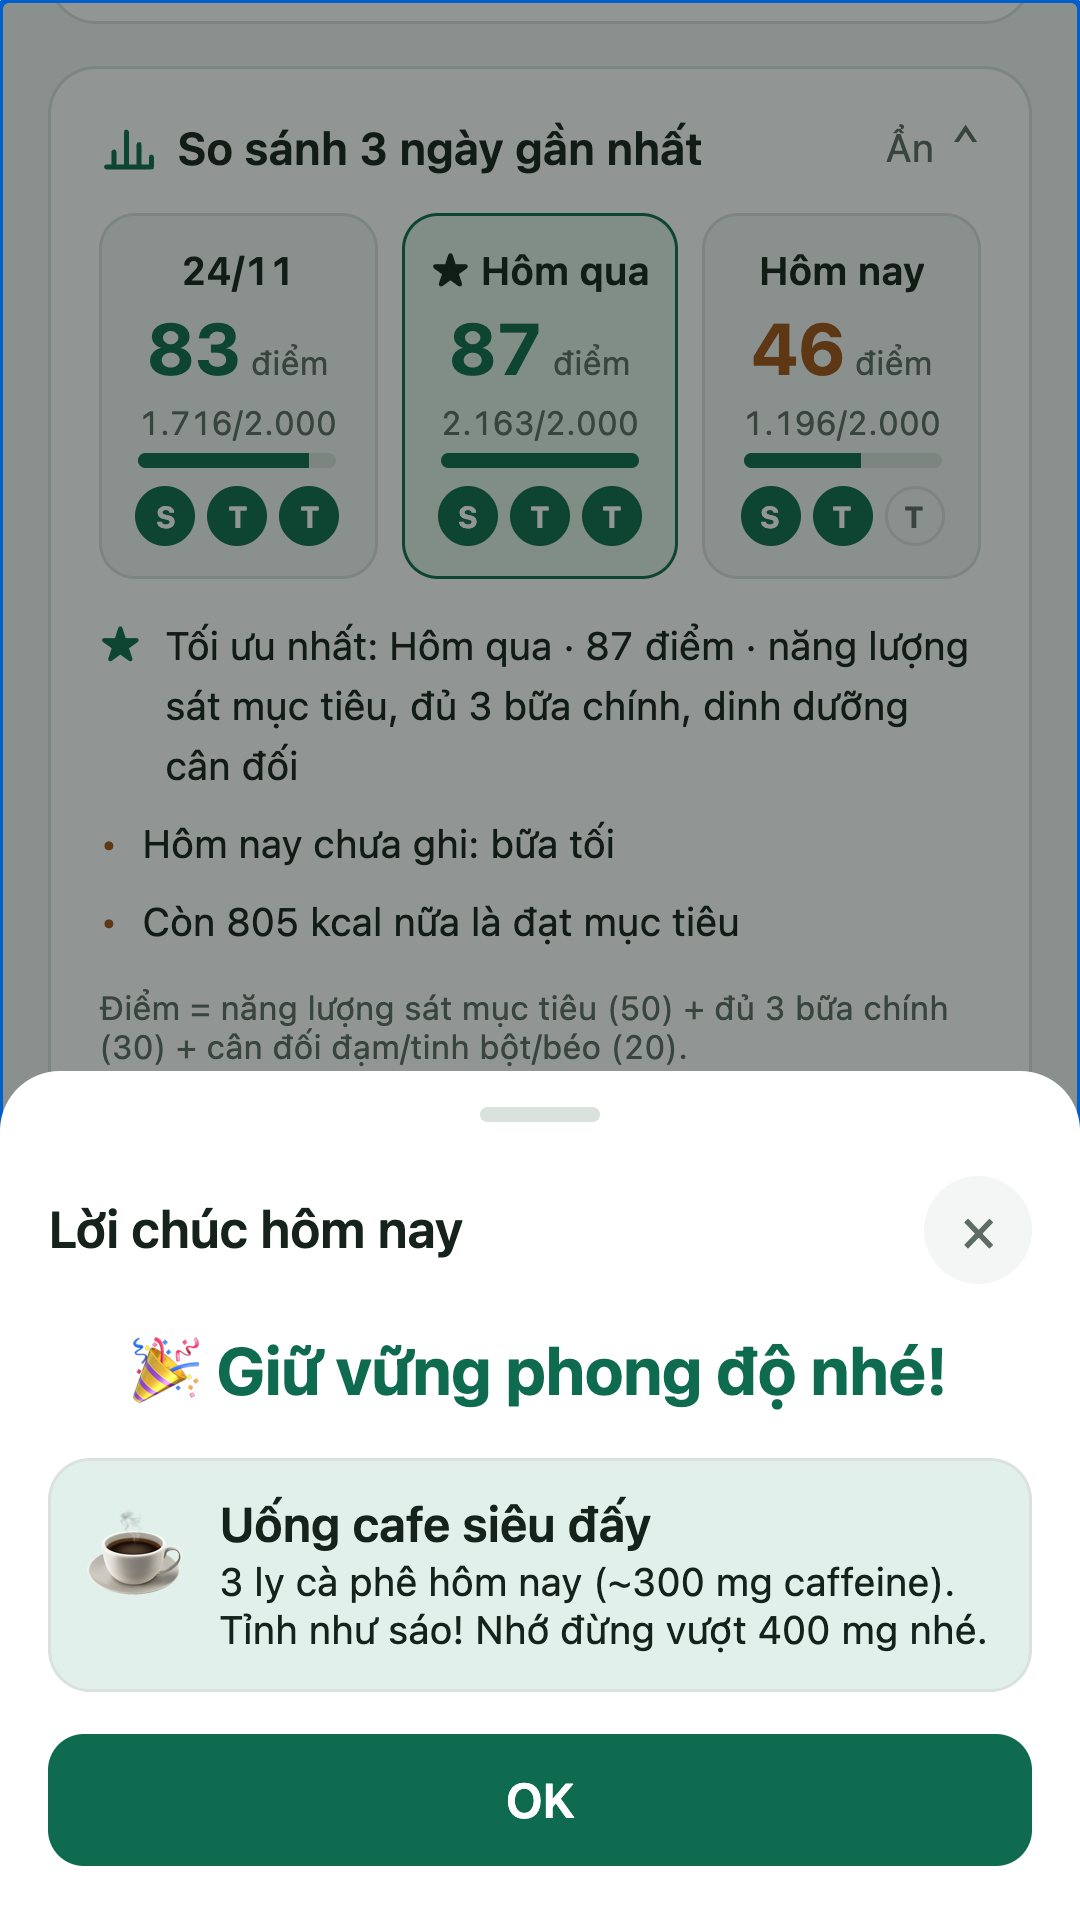 So sánh 3 ngày gần nhất
Ẩn
24/11
83 điểm
1.716/2.000
S T T
★ Hôm qua
87 điểm
2.163/2.000
S T T
Hôm nay
46 điểm
1.196/2.000
S T T
★ Tối ưu nhất: Hôm qua · 87 điểm · năng lượng
sát mục tiêu, đủ 3 bữa chính, dinh dưỡng
cân đối
• Hôm nay chưa ghi: bữa tối
• Còn 805 kcal nữa là đạt mục tiêu
Điểm = năng lượng sát mục tiêu (50) + đủ 3 bữa chính
(30) + cân đối đạm/tinh bột/béo (20).
Lời chúc hôm nay
🎉 Giữ vững phong độ nhé!
Uống cafe siêu đấy
3 ly cà phê hôm nay (~300 mg caffeine).
Tỉnh như sáo! Nhớ đừng vượt 400 mg nhé.
OK